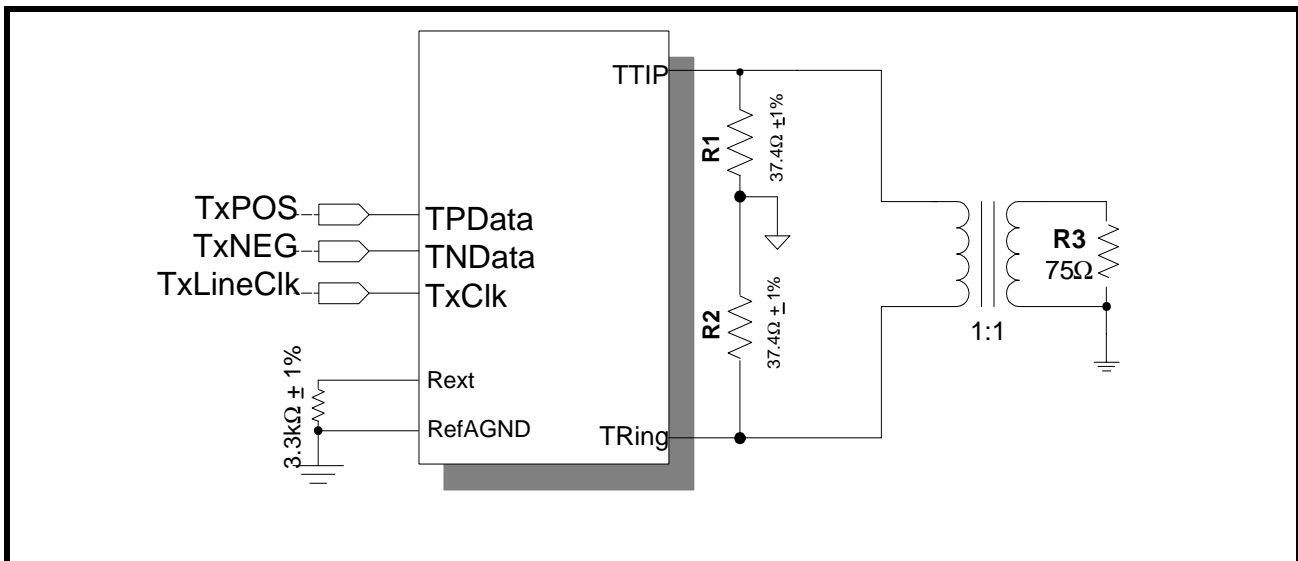 TTIP
R1
37.4Ω ±1%
TxPOS
TPData
TxNEG
TNData
TxLineClk
TxClk
R3
75Ω
R2
37.4Ω ± 1%
1:1
3.3kΩ ± 1%
Rext
RefAGND
TRing